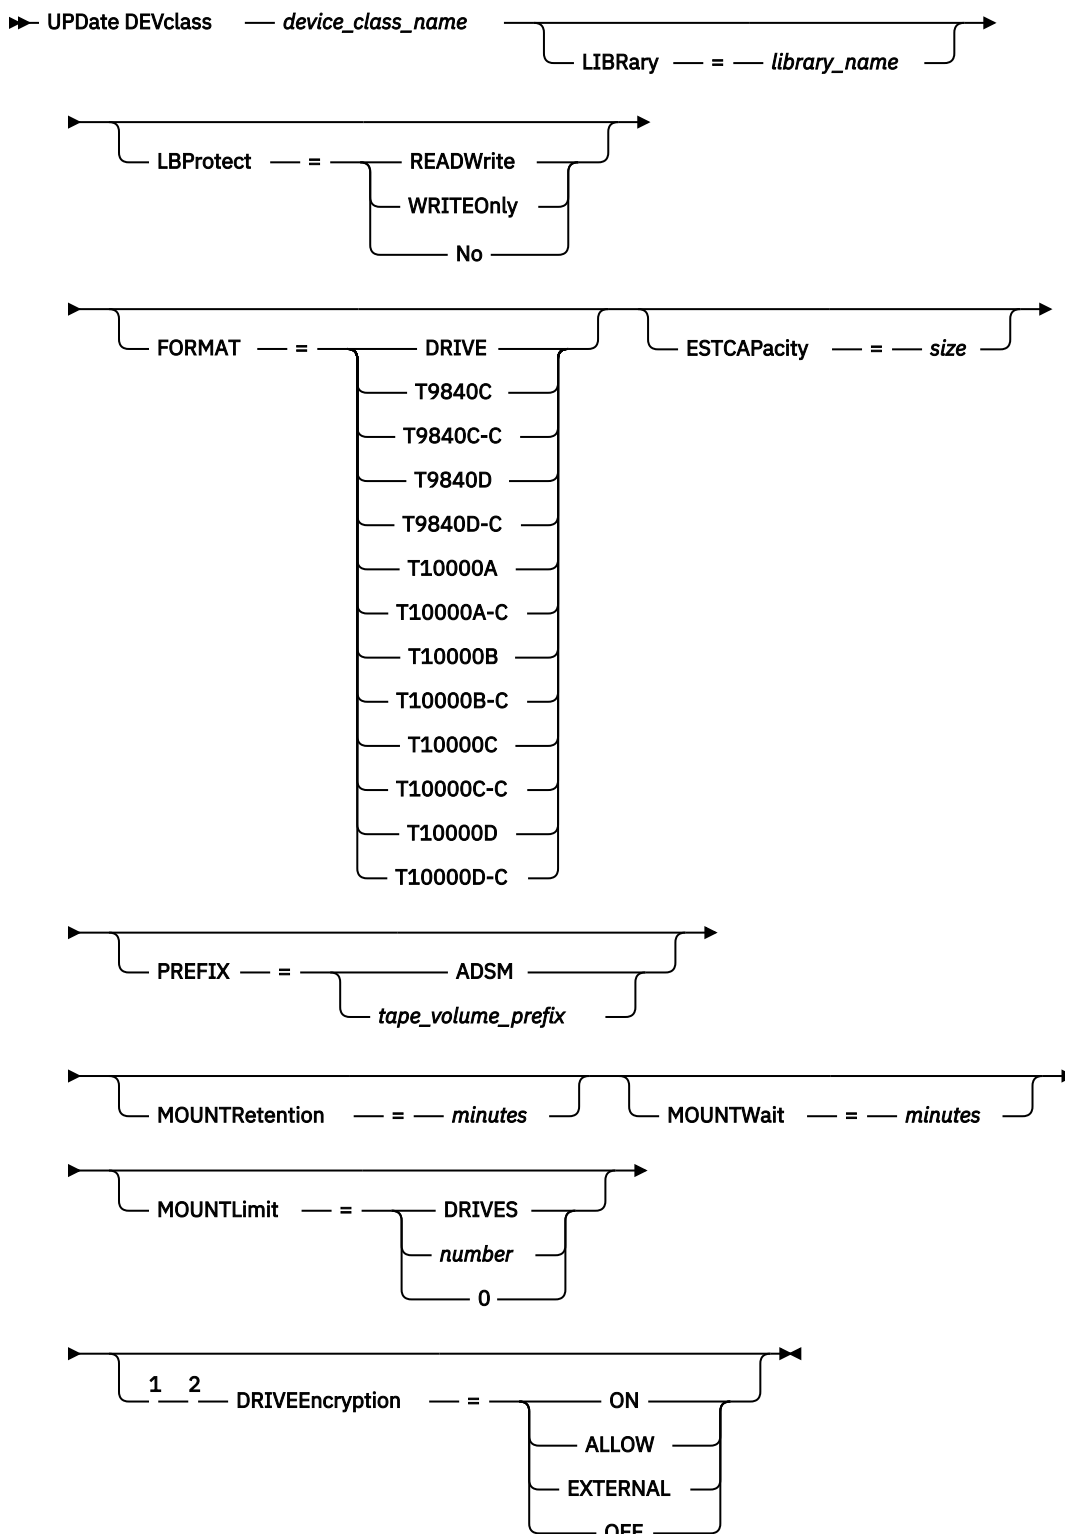 UPDate DEVclass device_class_name
LIBRary = library_name
LBProtect = READWrite
WRITEOnly
No
FORMAT = DRIVE ESTCAPacity = size
T9840C
T9840C-C
T9840D
T9840D-C
T10000A
T10000A-C
T10000B
T10000B-C
T10000C
T10000C-C
T10000D
T10000D-C
PREFIX = ADSM
tape_volume_prefix
MOUNTRetention = minutes MOUNTWait = minutes
MOUNTLimit = DRIVES
number
0
1 2 DRIVEEncryption = ON
ALLOW
EXTERNAL
OFF